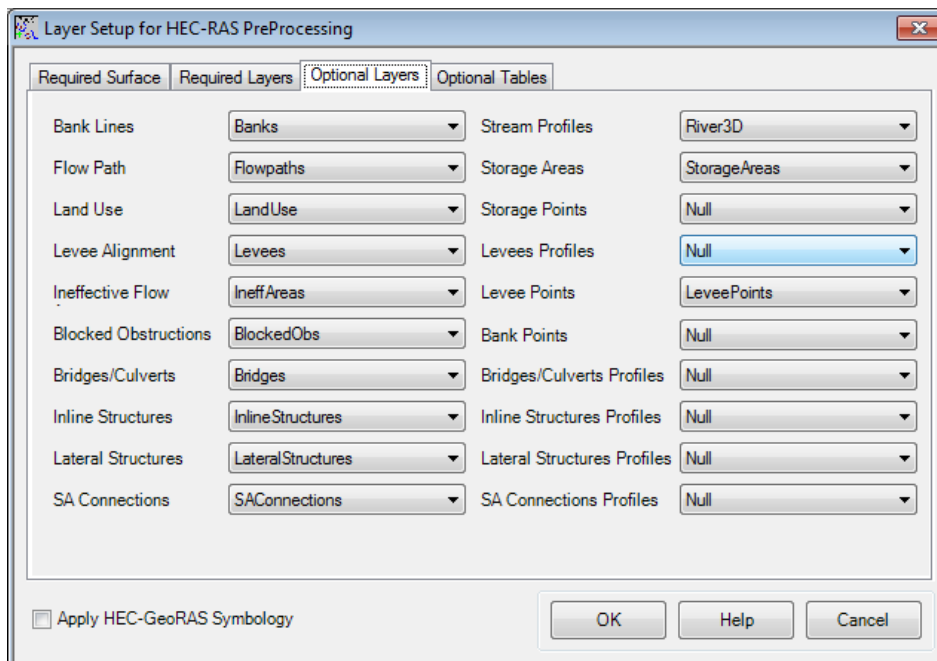 Layer Setup for HEC-RAS PreProcessing
Required Surface Required Layers Optional Layers Optional Tables
Bank Lines Banks Stream Profiles River3D
Flow Path Flowpaths Storage Areas StorageAreas
Land Use LandUse Storage Points Null
Levee Alignment Levees Levees Profiles Null
Ineffective Flow IneffAreas Levee Points LeveePoints
Blocked Obstructions BlockedObs Bank Points Null
Bridges/Culverts Bridges Bridges/Culverts Profiles Null
Inline Structures InlineStructures Inline Structures Profiles Null
Lateral Structures LateralStructures Lateral Structures Profiles Null
SA Connections SAConnections SA Connections Profiles Null
Apply HEC-GeoRAS Symbology OK Help Cancel